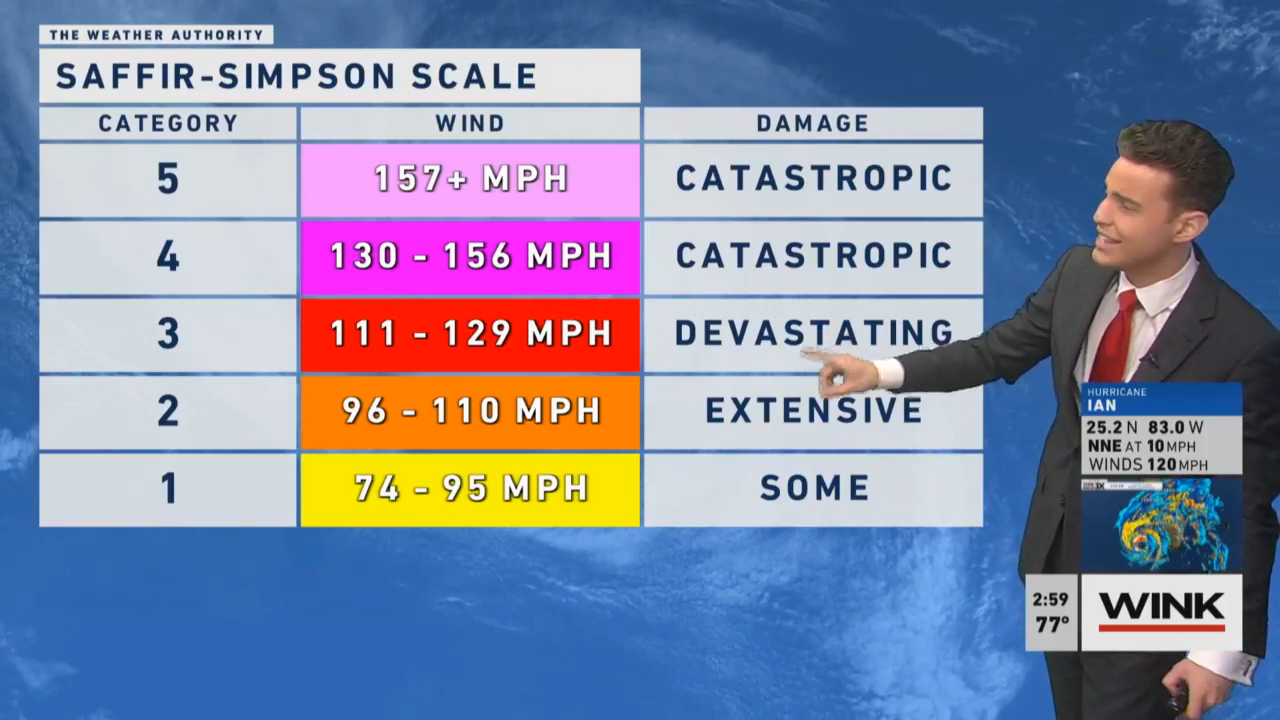 THE WEATHER AUTHORITY
SAFFIR-SIMPSON SCALE
CATEGORY WIND DAMAGE
5 157+ MPH CATASTROPIC
4 130 - 156 MPH CATASTROPIC
3 111 - 129 MPH DEVASTATING
2 96 - 110 MPH EXTENSIVE
1 74 - 95 MPH SOME
HURRICANE
IAN
25.2 N 83.0 W
NNE AT 10 MPH
WINDS 120 MPH
2:59
77°
WINK